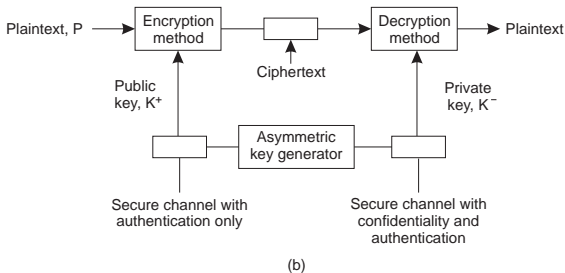 Plaintext, P
Encryption
method
Decryption
method
Plaintext
Ciphertext
Public
key, K+
Private
key, K−
Asymmetric
key generator
Secure channel with
authentication only
Secure channel with
confidentiality and
authentication
(b)